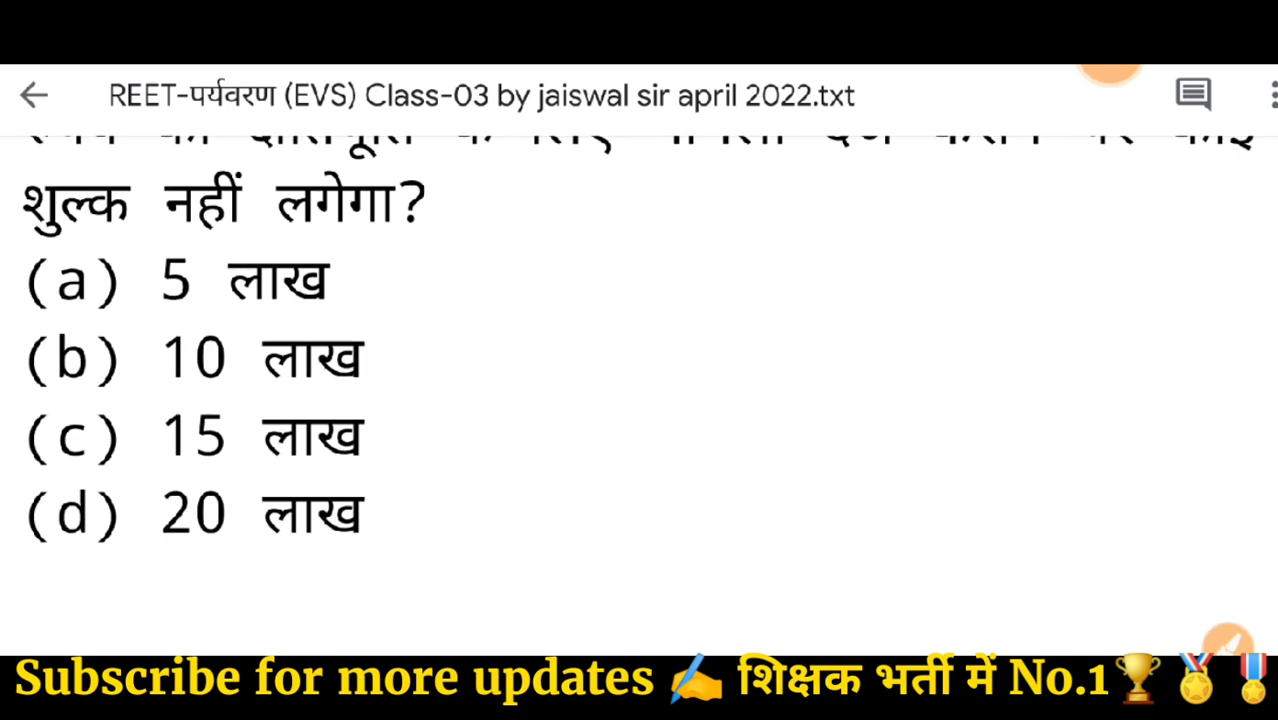 REET-पर्यवरण (EVS) Class-03 by jaiswal sir april 2022.txt
शुल्क नहीं लगेगा?
(a) 5 लाख
(b) 10 लाख
(c) 15 लाख
(d) 20 लाख
Subscribe for more updates ✍️ शिक्षक भर्ती में No.1🏆🏅🎖️